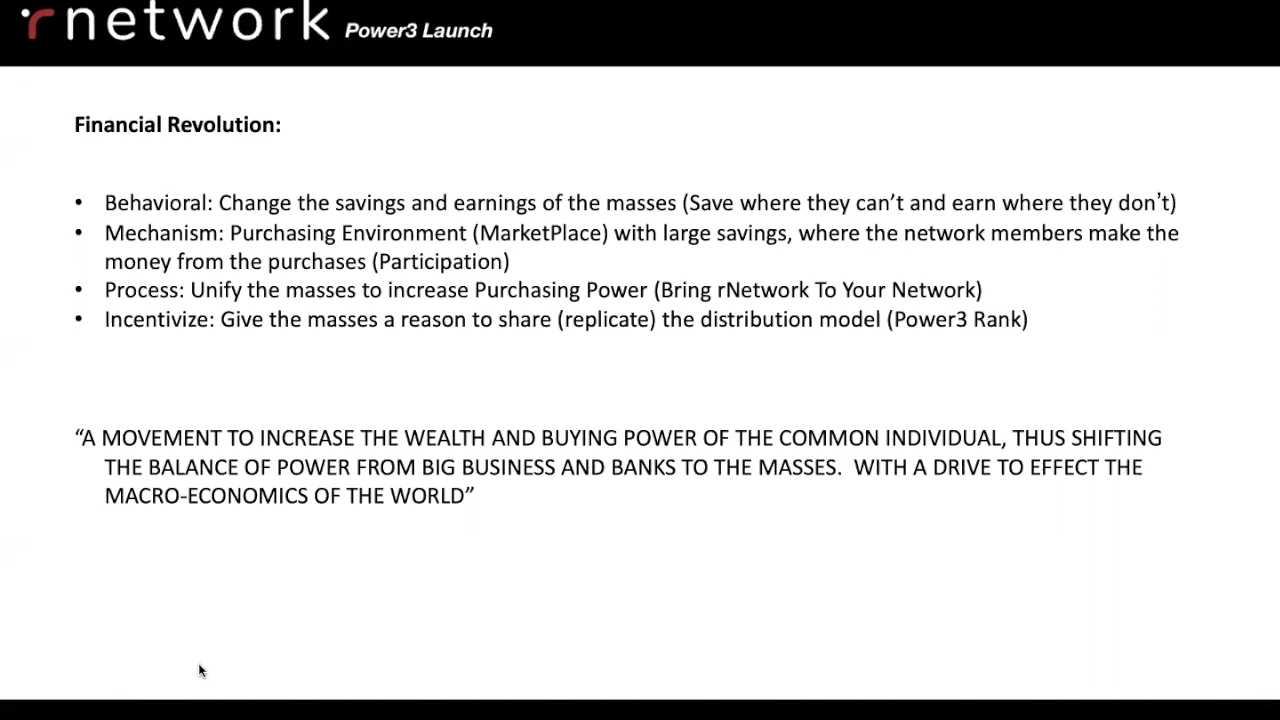 rnetwork Power3 Launch
Financial Revolution:
• Behavioral: Change the savings and earnings of the masses (Save where they can’t and earn where they don’t)
• Mechanism: Purchasing Environment (MarketPlace) with large savings, where the network members make the
money from the purchases (Participation)
• Process: Unify the masses to increase Purchasing Power (Bring rNetwork To Your Network)
• Incentivize: Give the masses a reason to share (replicate) the distribution model (Power3 Rank)
“A MOVEMENT TO INCREASE THE WEALTH AND BUYING POWER OF THE COMMON INDIVIDUAL, THUS SHIFTING
THE BALANCE OF POWER FROM BIG BUSINESS AND BANKS TO THE MASSES.  WITH A DRIVE TO EFFECT THE
MACRO-ECONOMICS OF THE WORLD”